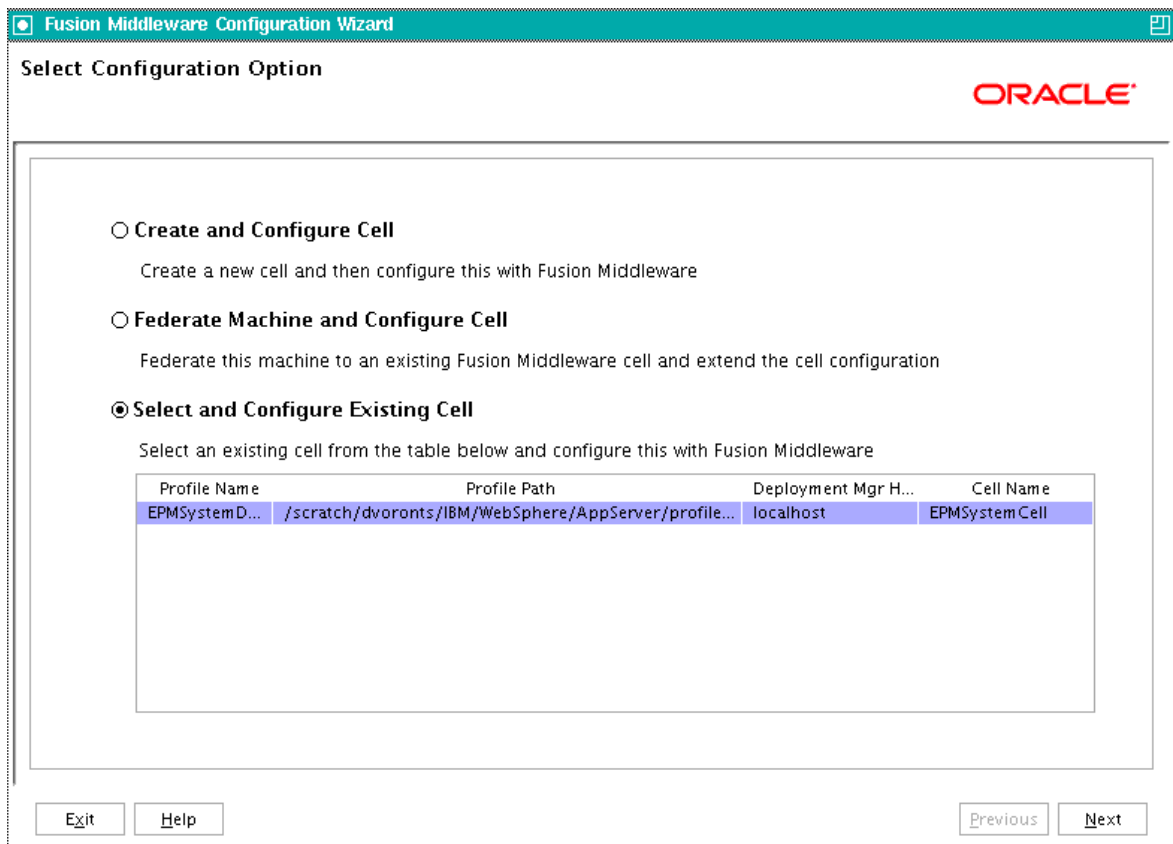 Fusion Middleware Configuration Wizard
Select Configuration Option
ORACLE
Create and Configure Cell
Create a new cell and then configure this with Fusion Middleware
Federate Machine and Configure Cell
Federate this machine to an existing Fusion Middleware cell and extend the cell configuration
Select and Configure Existing Cell
Select an existing cell from the table below and configure this with Fusion Middleware
Profile Name Profile Path Deployment Mgr H... Cell Name
EPMSystemD... /scratch/dvoronts/IBM/WebSphere/AppServer/profile... localhost EPMSystemCell
Exit Help Previous Next